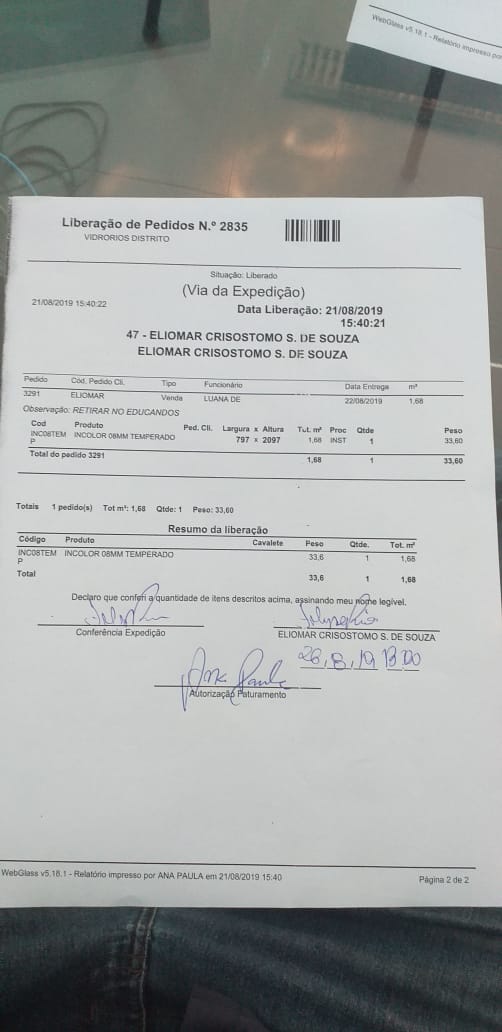 WebGlass v5.18.1 - Relatório impresso por
Liberação de Pedidos N.º 2835
VIDRORIOS DISTRITO
Situação: Liberado
(Via da Expedição)
21/08/2019 15:40:22
Data Liberação: 21/08/2019
15:40:21
47 - ELIOMAR CRISOSTOMO S. DE SOUZA
ELIOMAR CRISOSTOMO S. DE SOUZA
Pedido Cód. Pedido Cli. Tipo Funcionário Data Entrega m²
3291 ELIOMAR Venda LUANA DE 22/08/2019 1,68
Observação: RETIRAR NO EDUCANDOS
Cod Produto Ped. Cli. Largura x Altura Tot. m² Proc Qtde Peso
INC08TEM INCOLOR 08MM TEMPERADO 797 x 2097 1,68 INST 1 33,60
P
Total do pedido 3291 1,68 1 33,60
Totais 1 pedido(s) Tot m²: 1,68 Qtde: 1 Peso: 33,60
Resumo da liberação
Código Produto Cavalete Peso Qtde. Tot. m²
INC08TEM INCOLOR 08MM TEMPERADO 33,6 1 1,68
P
Total 33,6 1 1,68
Declaro que conferi a quantidade de itens descritos acima, assinando meu nome legível.
Conferência Expedição
ELIOMAR CRISOSTOMO S. DE SOUZA
26,8,19 13:00
Ana Paula
Autorização Faturamento
WebGlass v5.18.1 - Relatório impresso por ANA PAULA em 21/08/2019 15:40
Página 2 de 2